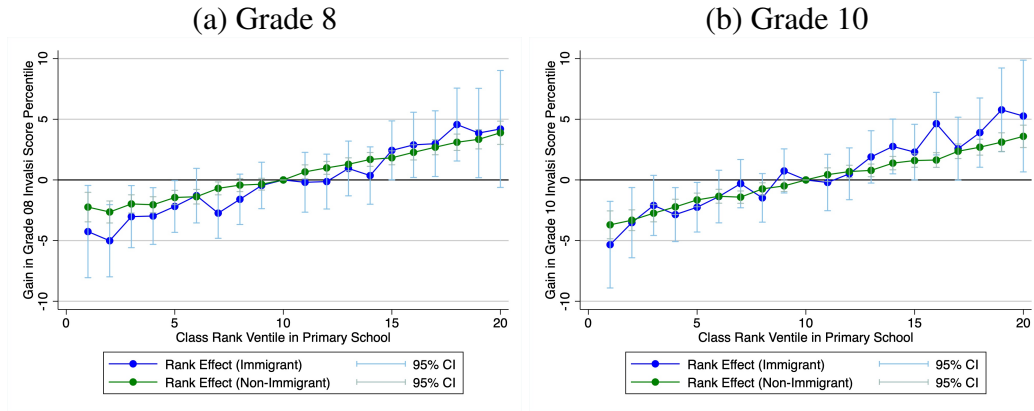 (a) Grade 8
Gain in Grade 08 Invalsi Score Percentile
10
5
0
-5
-10
0 5 10 15 20
Class Rank Ventile in Primary School
Rank Effect (Immigrant) 95% CI
Rank Effect (Non-Immigrant) 95% CI
(b) Grade 10
Gain in Grade 10 Invalsi Score Percentile
10
5
0
-5
-10
0 5 10 15 20
Class Rank Ventile in Primary School
Rank Effect (Immigrant) 95% CI
Rank Effect (Non-Immigrant) 95% CI